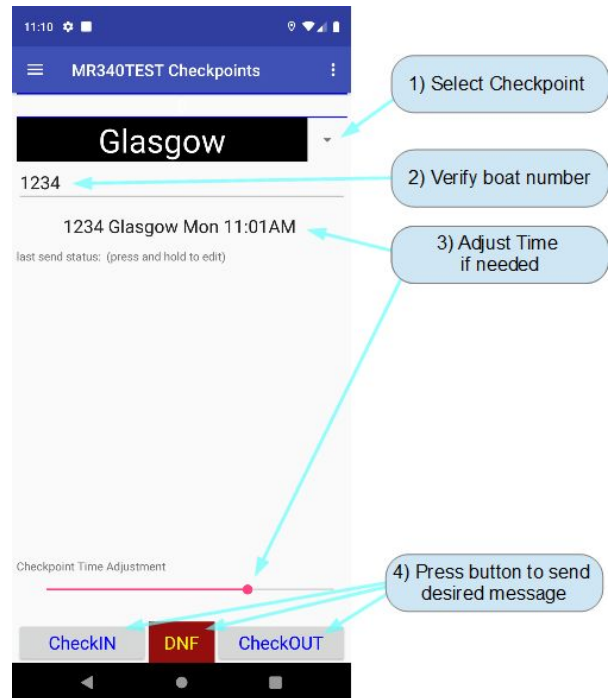 11:10
MR340TEST Checkpoints
1) Select Checkpoint
Glasgow
1234
2) Verify boat number
1234 Glasgow Mon 11:01AM
3) Adjust Time
if needed
last send status: (press and hold to edit)
Checkpoint Time Adjustment
4) Press button to send
desired message
CheckIN
DNF
CheckOUT